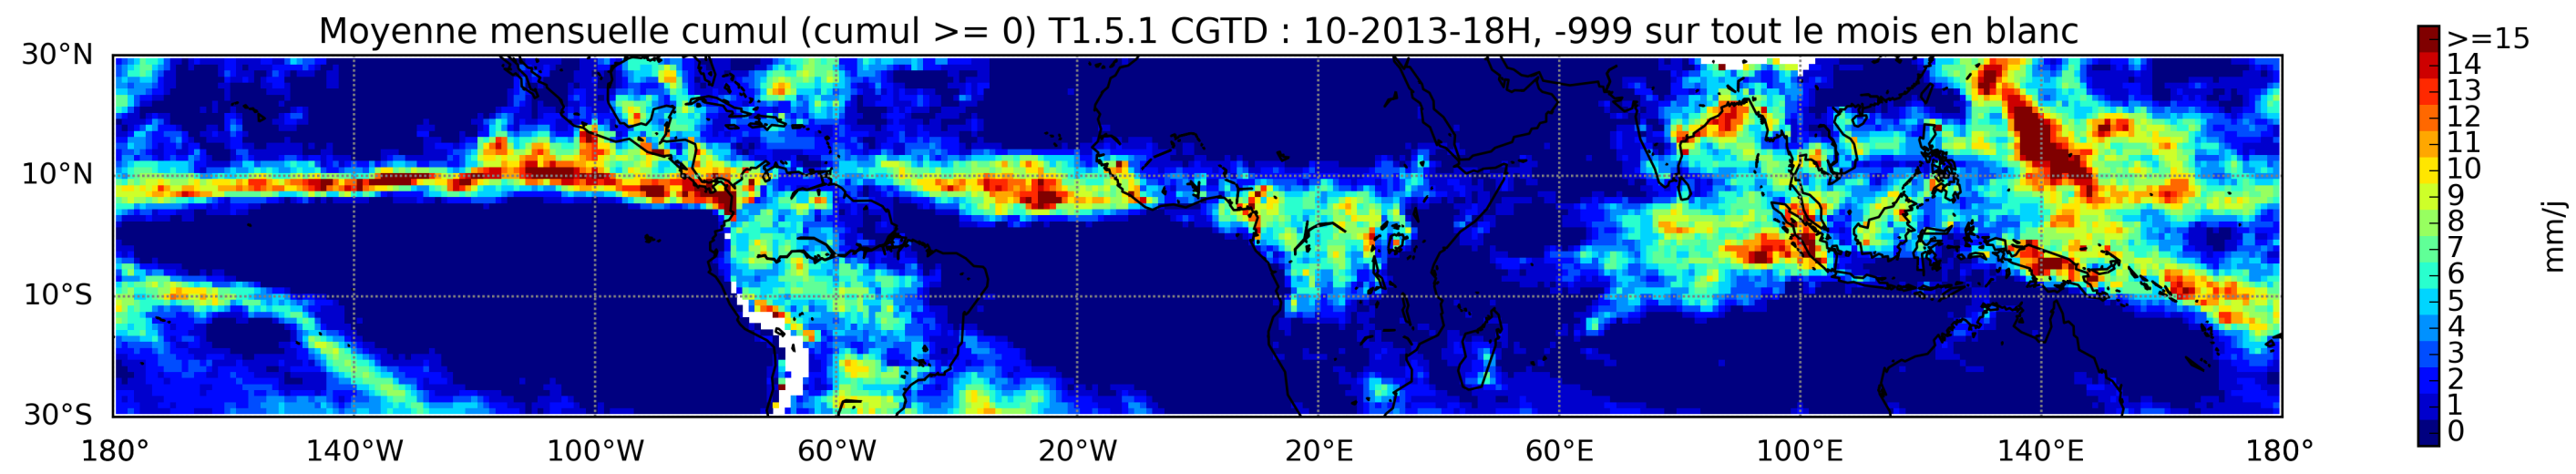 Moyenne mensuelle cumul (cumul >= 0) T1.5.1 CGTD : 10-2013-18H, -999 sur tout le mois en blanc
30°N
10°N
10°S
30°S
180°
140°W
100°W
60°W
20°W
20°E
60°E
100°E
140°E
180°
>=15
14
13
12
11
10
9
8
7
6
5
4
3
2
1
0
mm/j